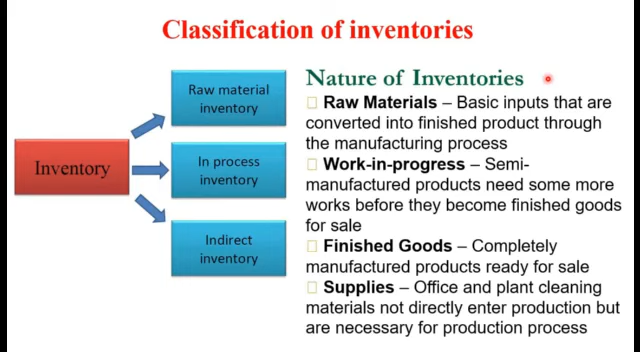 Classification of inventories
Inventory
Raw material
inventory
In process
inventory
Indirect
inventory
Nature of Inventories
Raw Materials – Basic inputs that are
converted into finished product through
the manufacturing process
Work-in-progress – Semi-
manufactured products need some more
works before they become finished goods
for sale
Finished Goods – Completely
manufactured products ready for sale
Supplies – Office and plant cleaning
materials not directly enter production but
are necessary for production process